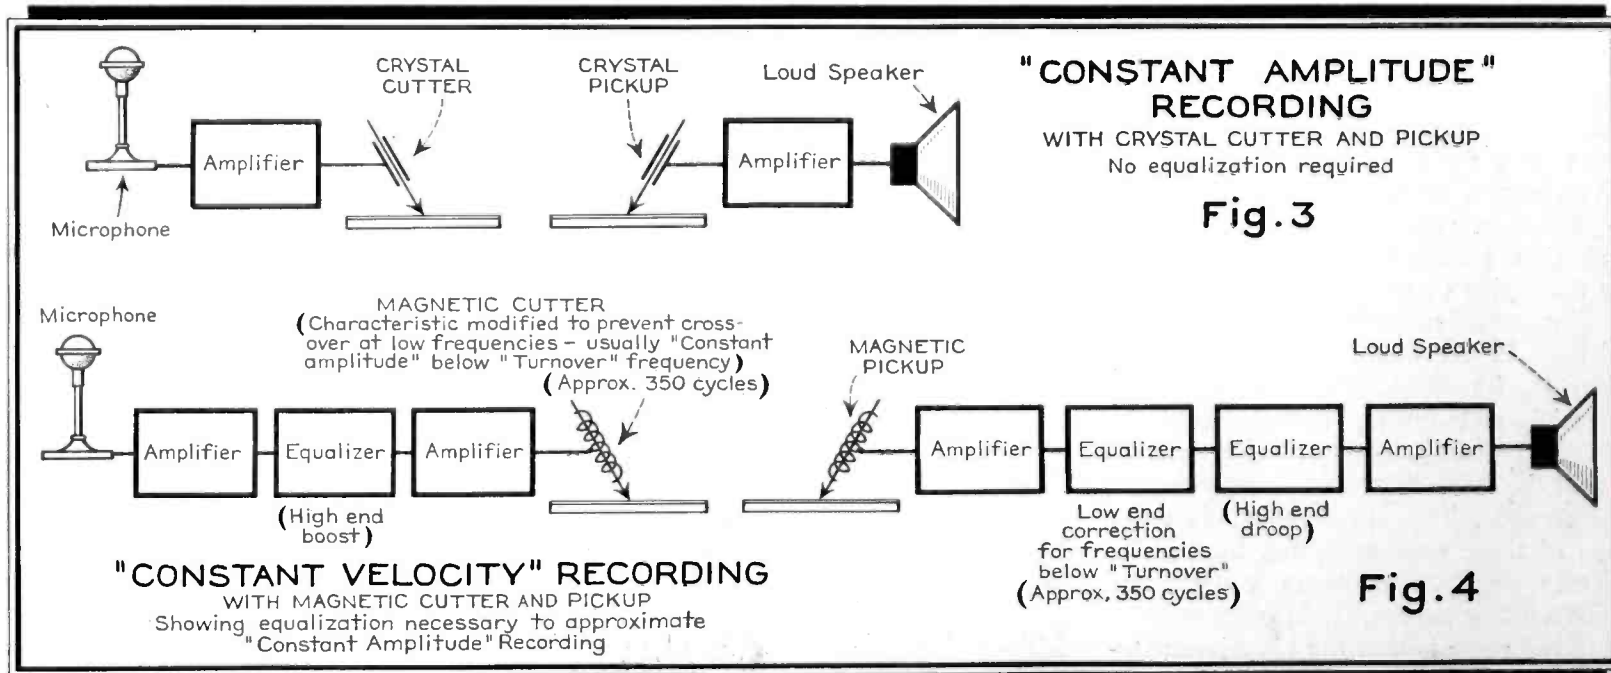 "CONSTANT AMPLITUDE"
RECORDING
WITH CRYSTAL CUTTER AND PICKUP
No equalization required
Fig.3
CRYSTAL
CUTTER
CRYSTAL
PICKUP
Loud Speaker
Amplifier
Amplifier
Microphone
Microphone
MAGNETIC CUTTER
(Characteristic modified to prevent cross-
over at low frequencies - usually "Constant
amplitude" below "Turnover" frequency)
(Approx. 350 cycles)
MAGNETIC
PICKUP
Loud Speaker
Amplifier
Equalizer
Amplifier
Amplifier
Equalizer
Equalizer
Amplifier
(High end
boost)
Low end
correction
for frequencies
below "Turnover"
(Approx, 350 cycles)
(High end
droop)
"CONSTANT VELOCITY" RECORDING
WITH MAGNETIC CUTTER AND PICKUP
Showing equalization necessary to approximate
"Constant Amplitude" Recording
Fig.4